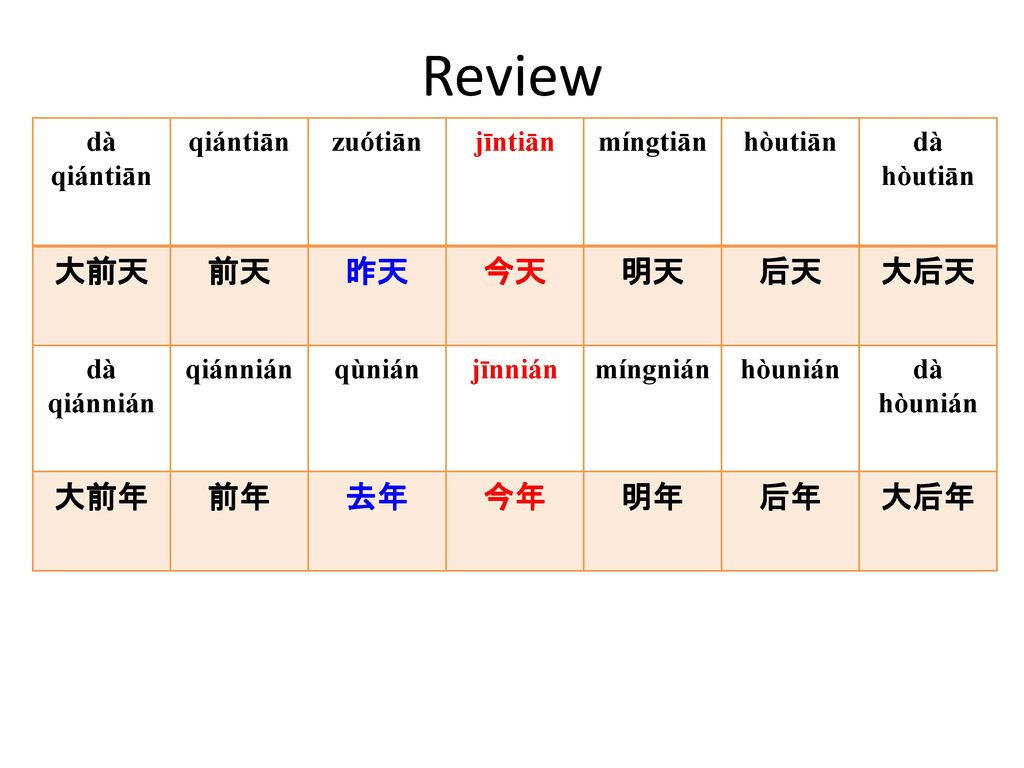 Review
dà qiántiān qiántiān zuótiān jīntiān míngtiān hòutiān dà hòutiān
大前天 前天 昨天 今天 明天 后天 大后天
dà qiánnián qiánnián qùnián jīnnián míngnián hòunián dà hòunián
大前年 前年 去年 今年 明年 后年 大后年